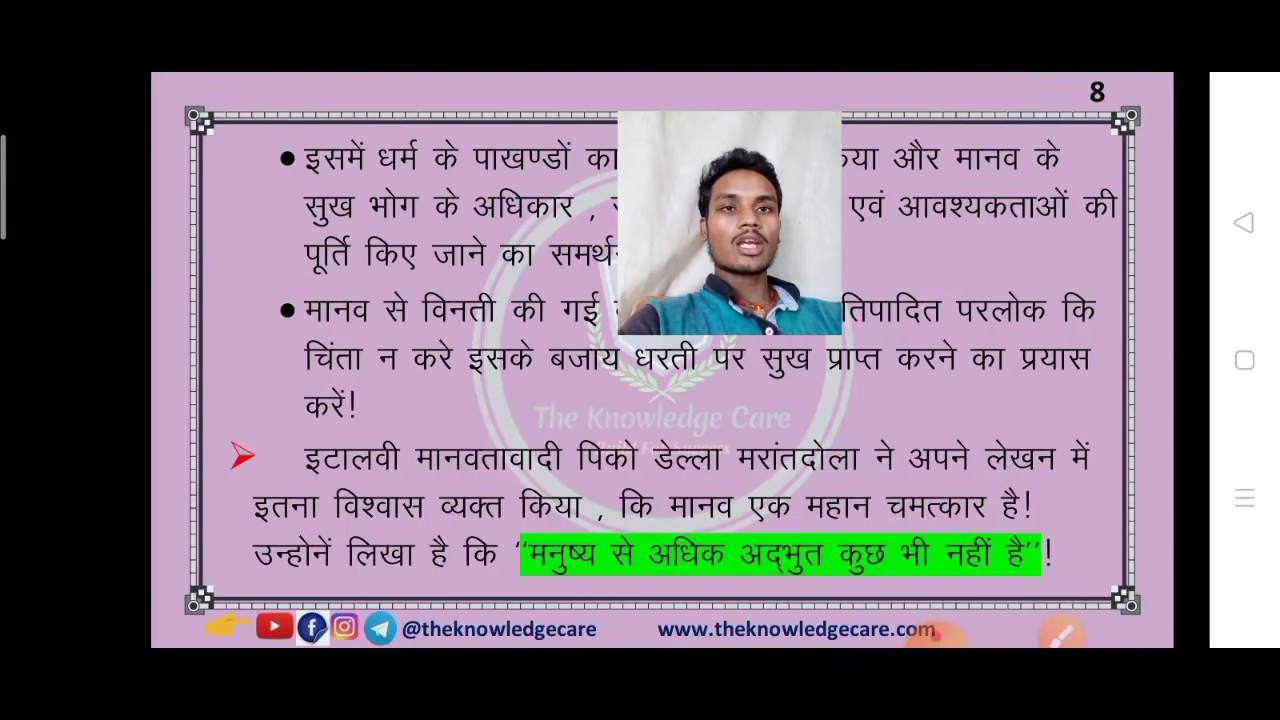 8
● इसमें धर्म के पाखण्डों का किया और मानव के
सुख भोग के अधिकार , एवं आवश्यकताओं की
पूर्ति किए जाने का
● मानव से विनती की गई परलोक कि
चिंता न करे इसके बजाय धरती पर सुख प्राप्त करने का प्रयास
करें!
The Knowledge Care
इटालवी मानवतावादी पिको डेल्ला मरांतदोला ने अपने लेखन में
इतना विश्वास व्यक्त किया , कि मानव एक महान चमत्कार है!
उन्होनें लिखा है कि ‘‘मनुष्य से अधिक अद्भुत कुछ भी नहीं है’’!
@theknowledgecare www.theknowledgecare.com